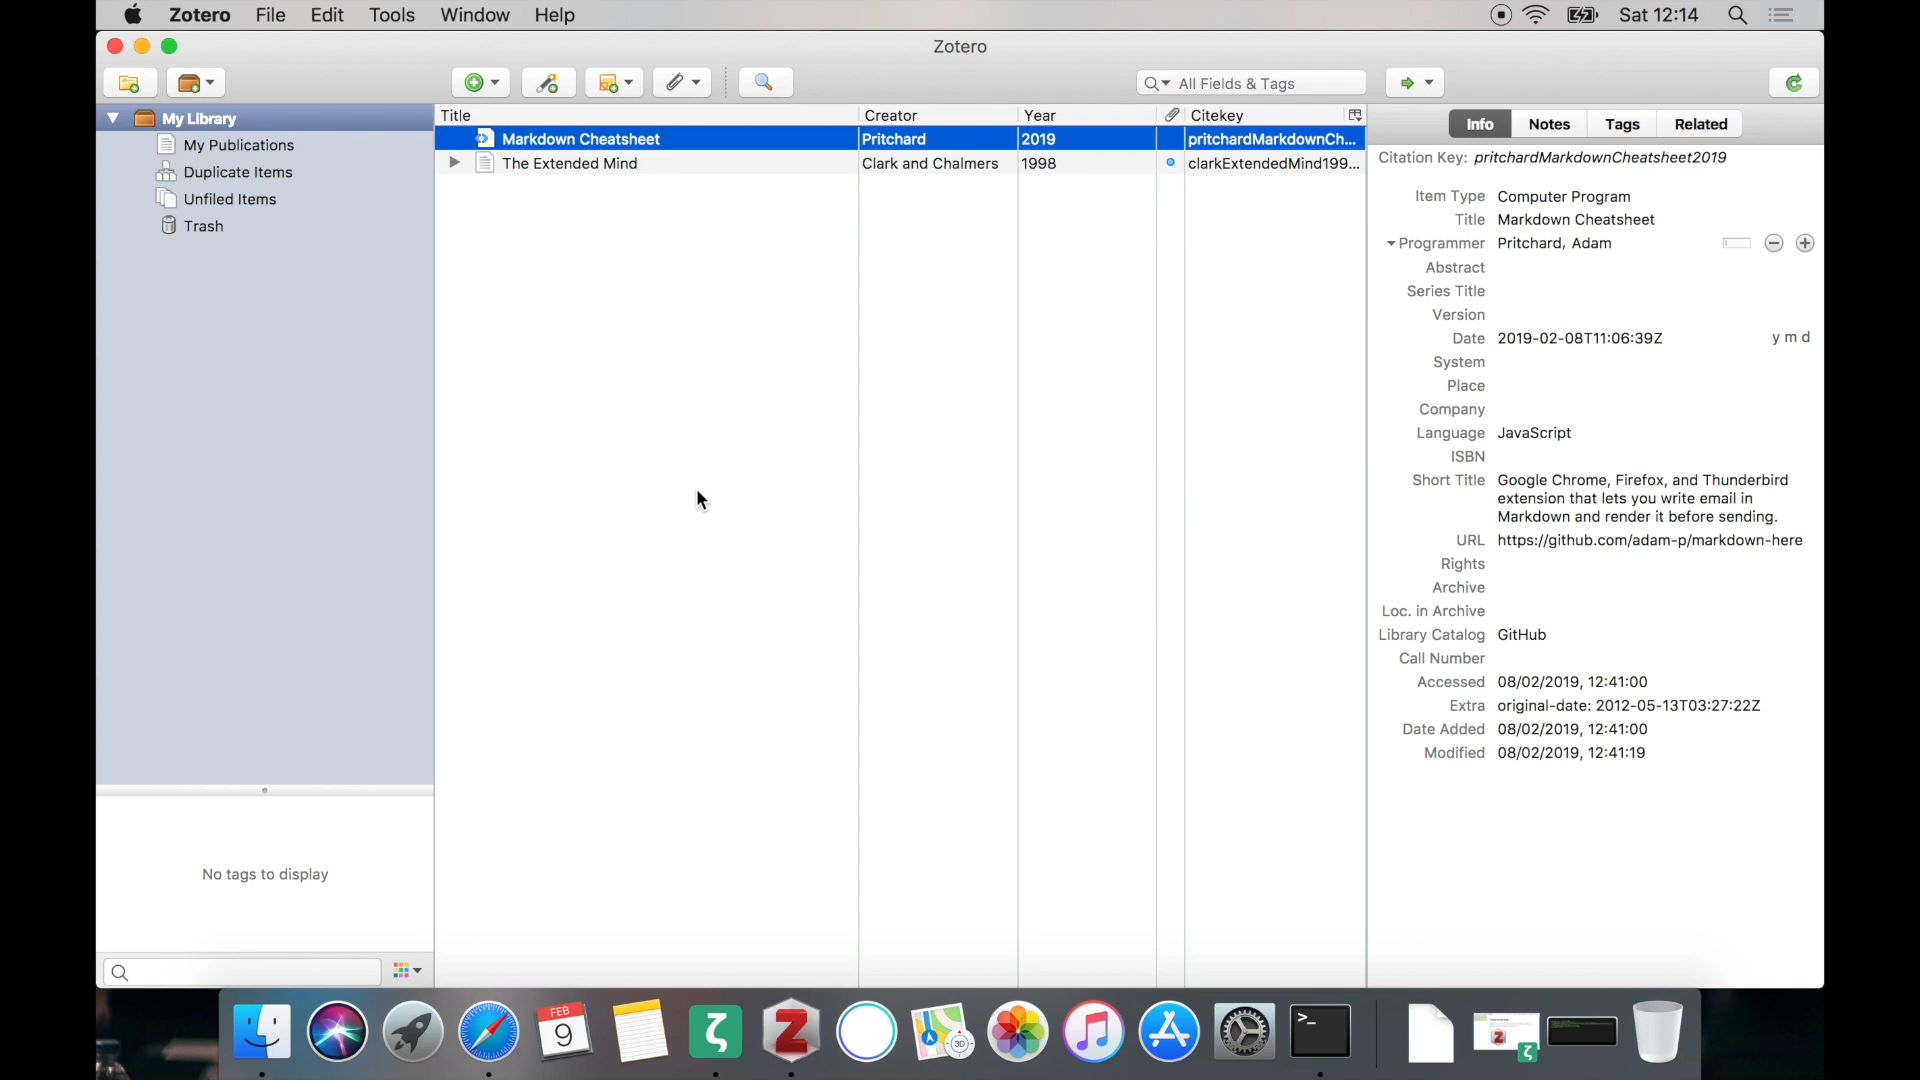 Zotero File Edit Tools Window Help Sat 12:14
Zotero
All Fields & Tags
My Library
My Publications
Duplicate Items
Unfiled Items
Trash
No tags to display
Title Creator Year Citekey
Markdown Cheatsheet Pritchard 2019 pritchardMarkdownCh...
The Extended Mind Clark and Chalmers 1998 clarkExtendedMind199...
Info Notes Tags Related
Citation Key: pritchardMarkdownCheatsheet2019
Item Type Computer Program
Title Markdown Cheatsheet
Programmer Pritchard, Adam
Abstract
Series Title
Version
Date 2019-02-08T11:06:39Z y m d
System
Place
Company
Language JavaScript
ISBN
Short Title Google Chrome, Firefox, and Thunderbird
extension that lets you write email in
Markdown and render it before sending.
URL https://github.com/adam-p/markdown-here
Rights
Archive
Loc. in Archive
Library Catalog GitHub
Call Number
Accessed 08/02/2019, 12:41:00
Extra original-date: 2012-05-13T03:27:22Z
Date Added 08/02/2019, 12:41:00
Modified 08/02/2019, 12:41:19
FEB
9
ζ
Z
3D
>_
Z
ζ